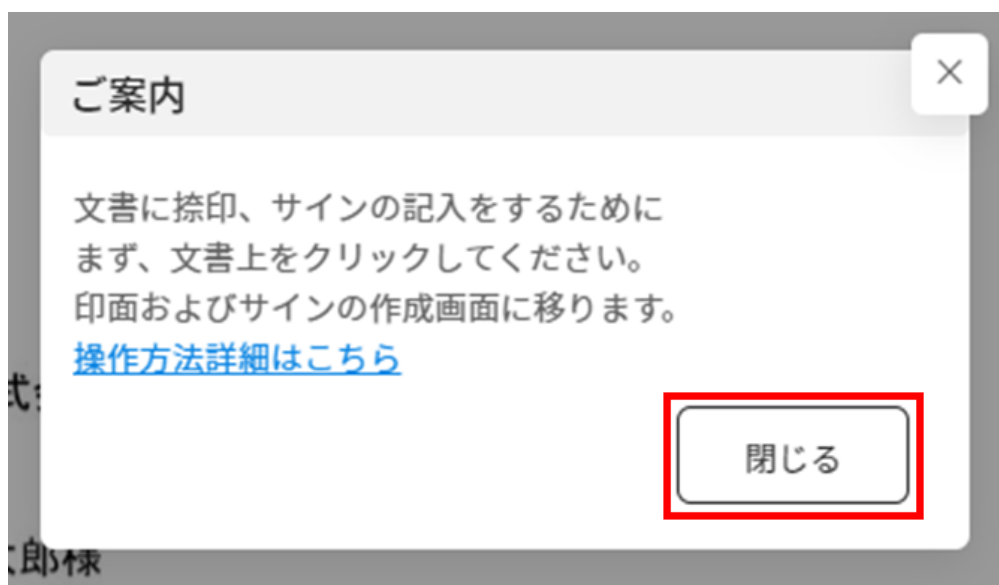 ご案内
文書に捺印、サインの記入をするために
まず、文書上をクリックしてください。
印面およびサインの作成画面に移ります。
操作方法詳細はこちら
閉じる
郎様